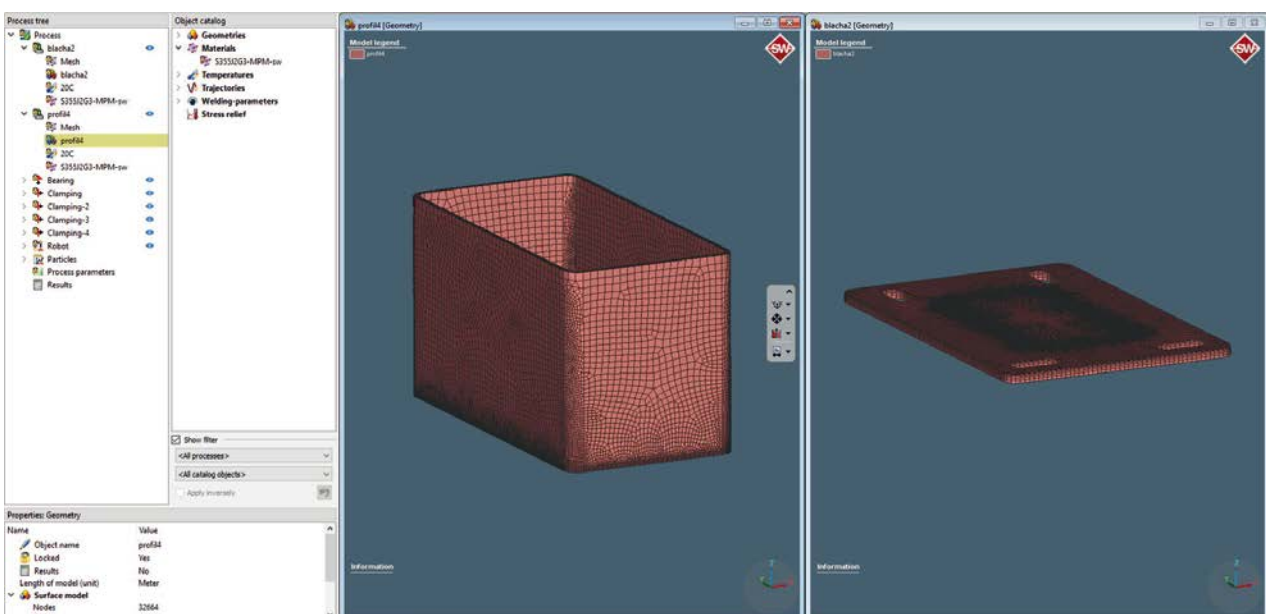 Process tree
Process
blacha2
Mesh
blacha2
20C
S355J2G3-MPM-sw
profil4
Mesh
profil4
20C
S355J2G3-MPM-sw
Bearing
Clamping
Clamping-2
Clamping-3
Clamping-4
Robot
Particles
Process parameters
Results
Object catalog
Geometries
Materials
S355J2G3-MPM-sw
Temperatures
Trajectories
Welding-parameters
Stress relief
Show filter
<All processes>
<All catalog objects>
Apply inversely
Properties: Geometry
Name Value
Object name profil4
Locked Yes
Results No
Length of model (unit) Meter
Surface model
Nodes 32664
profil4 [Geometry]
Model legend
profil4
SW
Information
blacha2 [Geometry]
Model legend
blacha2
SW
Information